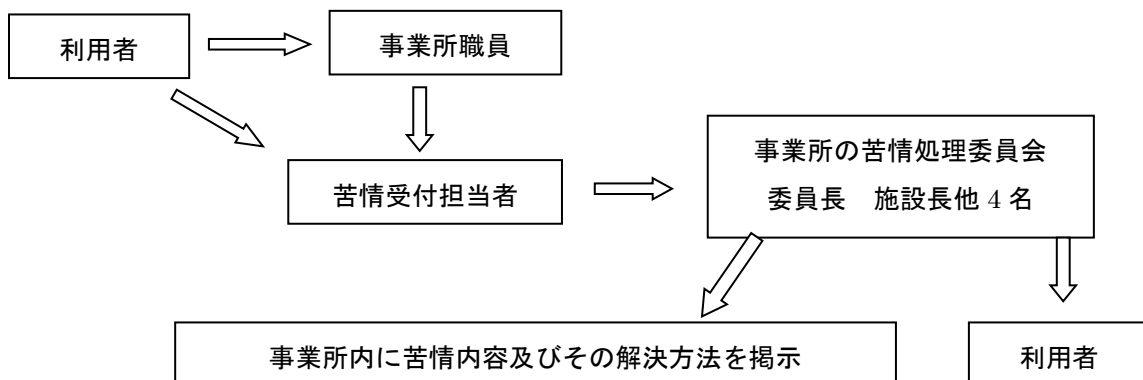 利用者
事業所職員
苦情受付担当者
事業所の苦情処理委員会
委員長　施設長他 4 名
事業所内に苦情内容及びその解決方法を掲示
利用者